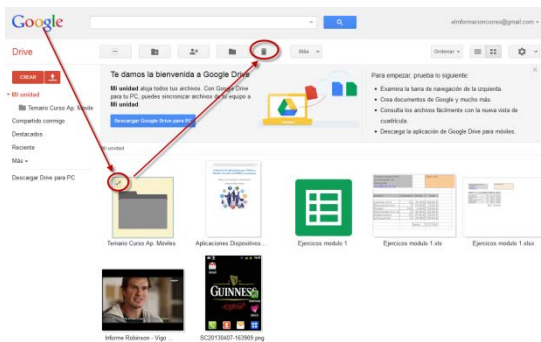 Google
elinformacioncorreo@gmail.com
Drive
Más
Ordenar
CREAR
Mi unidad
Temario Curso Ap. Moviles
Compartido conmigo
Destacados
Reciente
Más
Descargar Drive para PC
Te damos la bienvenida a Google Drive
Mi unidad aloja todos tus archivos. Con Google Drive
para tu PC, puedes sincronizar archivos de tu equipo a
Mi unidad.
Descargar Google Drive para PC
Para empezar, prueba lo siguiente:
• Examina la barra de navegación de la izquierda.
• Crea documentos de Google y mucho más.
• Consulta los archivos fácilmente con la nueva vista de
cuadrícula.
• Descarga la aplicación de Google Drive para móviles.
Mi unidad
Temario Curso Ap. Móviles
Aplicaciones Dispositivos...
Ejercicos modulo 1
Ejercicos modulo 1.xls
Ejercicos modulo 1.xlsx
GUINNESS
Informe Robinson - Vigo ...
SC20130407-163909.png